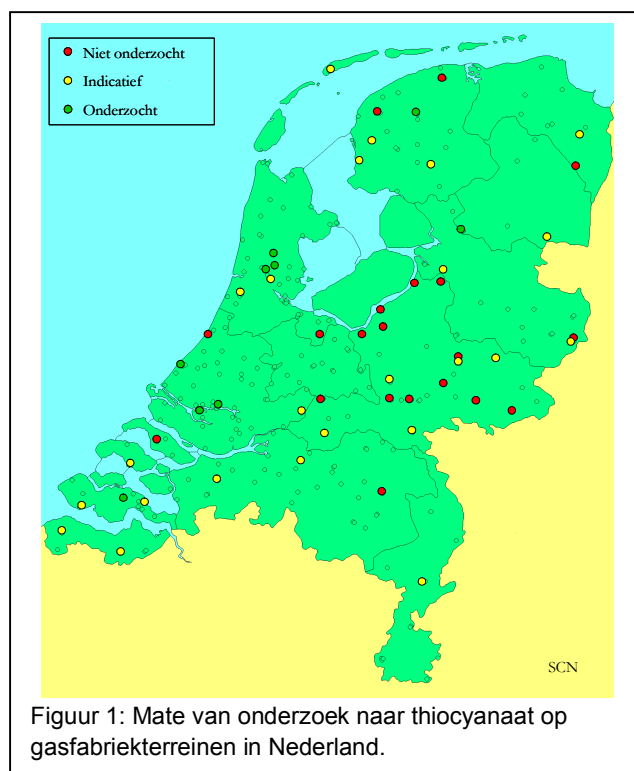 Niet onderzocht
Indicatief
Onderzocht
SCN
Figuur 1: Mate van onderzoek naar thiocyanaat op
gasfabriekterreinen in Nederland.